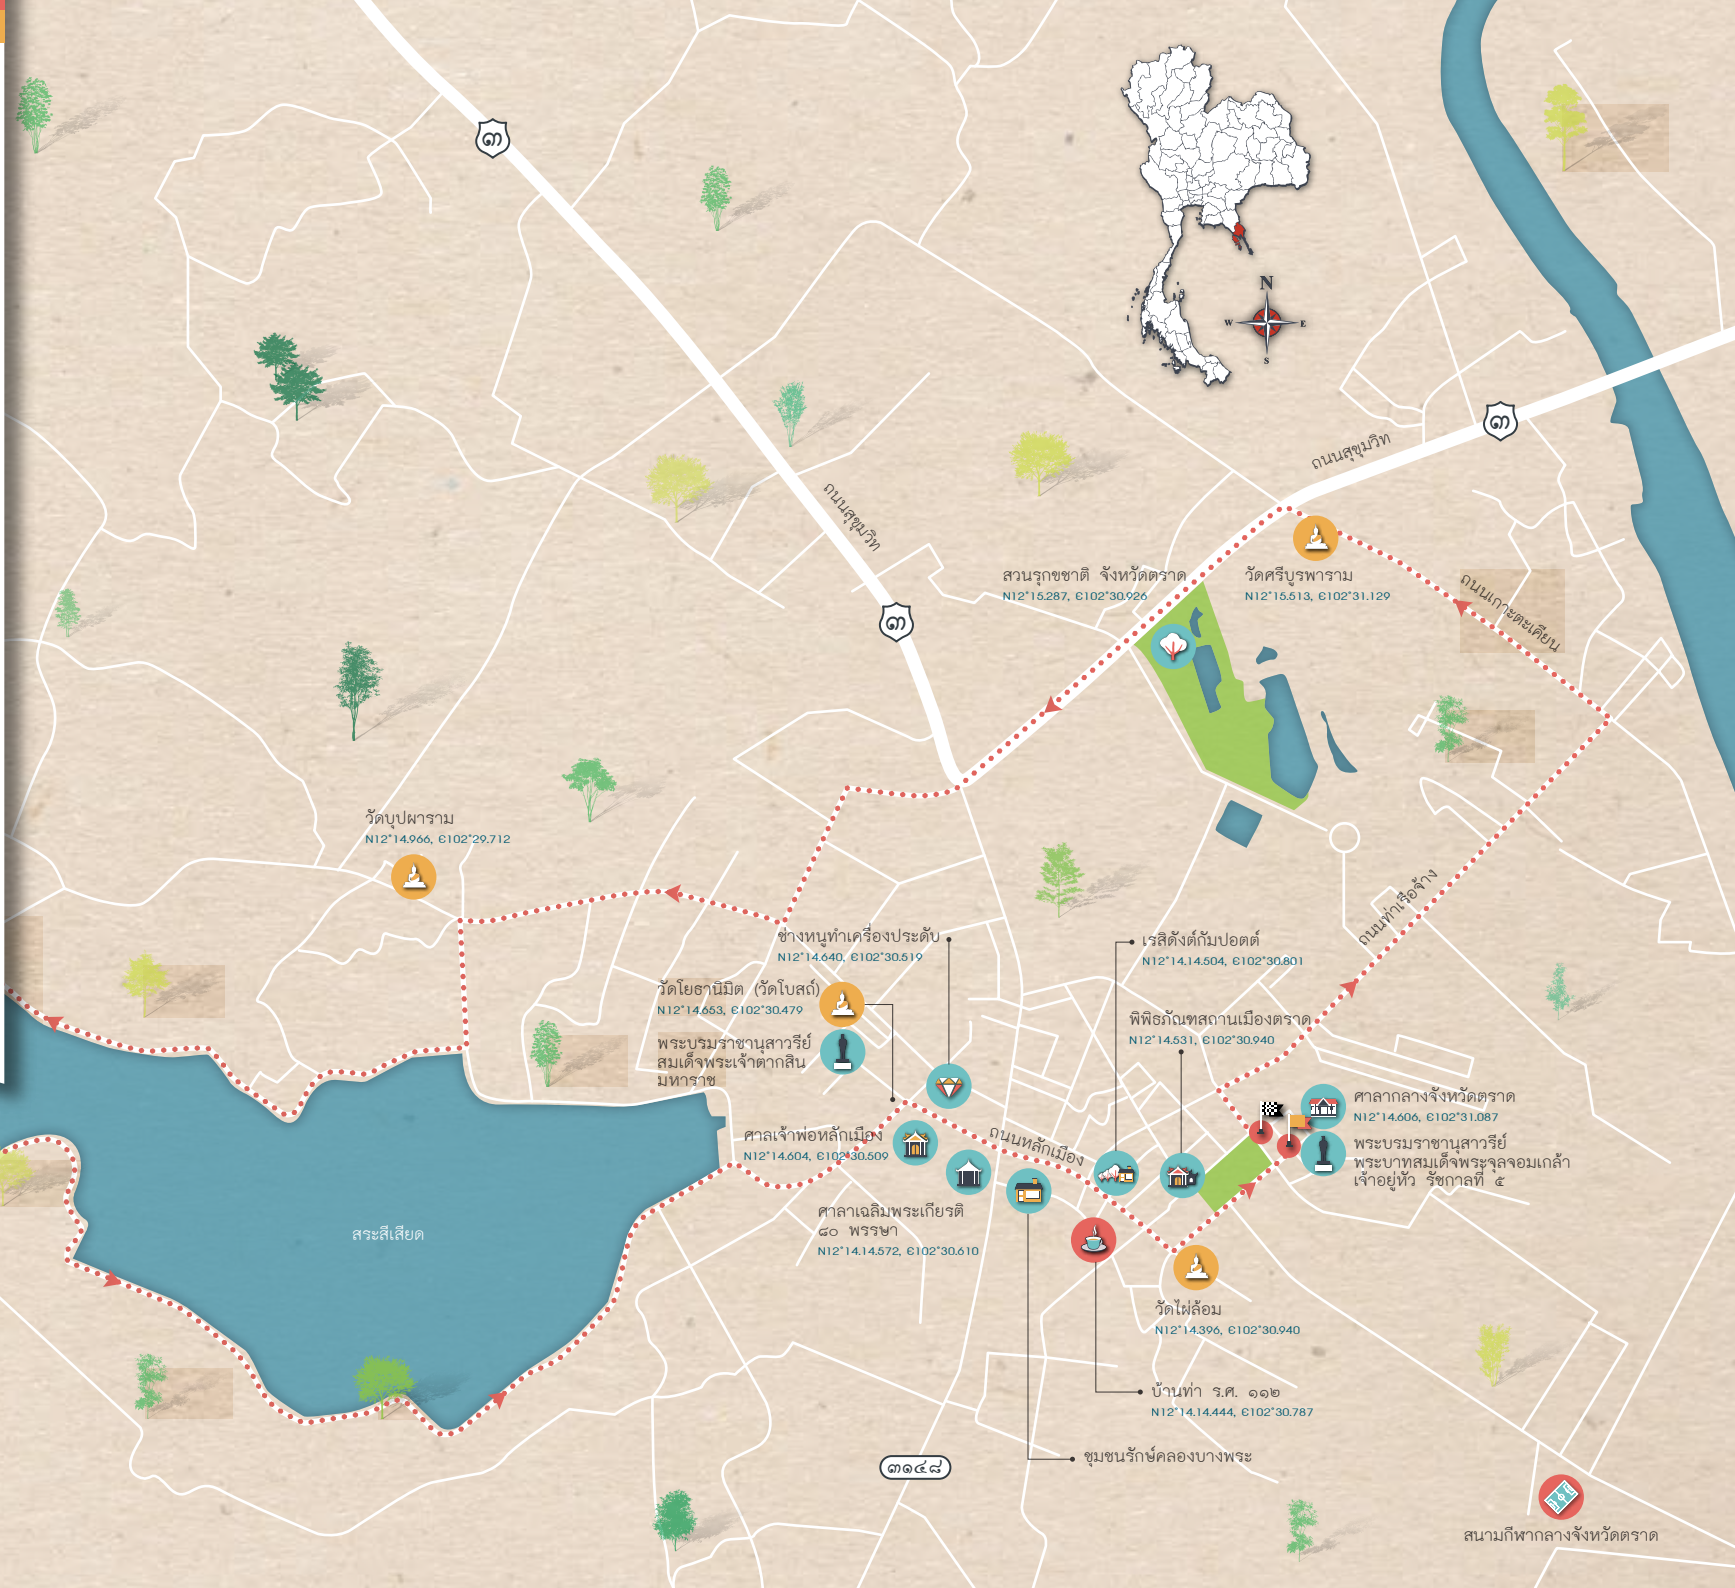 ๓
N
W
E
S
๓
ถนนสุขุมวิท
ถนนสุขุมวิท
สวนรุกขชาติ จังหวัดตราด
N12°15.287, E102°30.926
วัดศรีบูรพาราม
N12°15.513, E102°31.129
ถนนเกาะตะเคียน
๓
วัดบุปผาราม
N12°14.966, E102°29.712
ถนนท่าเรือจ้าง
ช่างหนูทำเครื่องประดับ
N12°14.640, E102°30.519
เรสิดังต์กัมปอตต์
N12°14.14.504, E102°30.801
วัดโยธานิมิต (วัดโบสถ์)
N12°14.653, E102°30.479
พิพิธภัณฑสถานเมืองตราด
N12°14.531, E102°30.940
พระบรมราชานุสาวรีย์
สมเด็จพระเจ้าตากสิน
มหาราช
ศาลากลางจังหวัดตราด
N12°14.606, E102°31.087
ศาลเจ้าพ่อหลักเมือง
N12°14.604, E102°30.509
ถนนหลักเมือง
พระบรมราชานุสาวรีย์
พระบาทสมเด็จพระจุลจอมเกล้า
เจ้าอยู่หัว รัชกาลที่ ๕
ศาลาเฉลิมพระเกียรติ
๘๐ พรรษา
N12°14.14.572, E102°30.610
สระสีเสียด
วัดไผ่ล้อม
N12°14.396, E102°30.940
บ้านท่า ร.ศ. ๑๑๒
N12°14.14.444, E102°30.787
ชุมชนรักษ์คลองบางพระ
๓๑๔๘
สนามกีฬากลางจังหวัดตราด